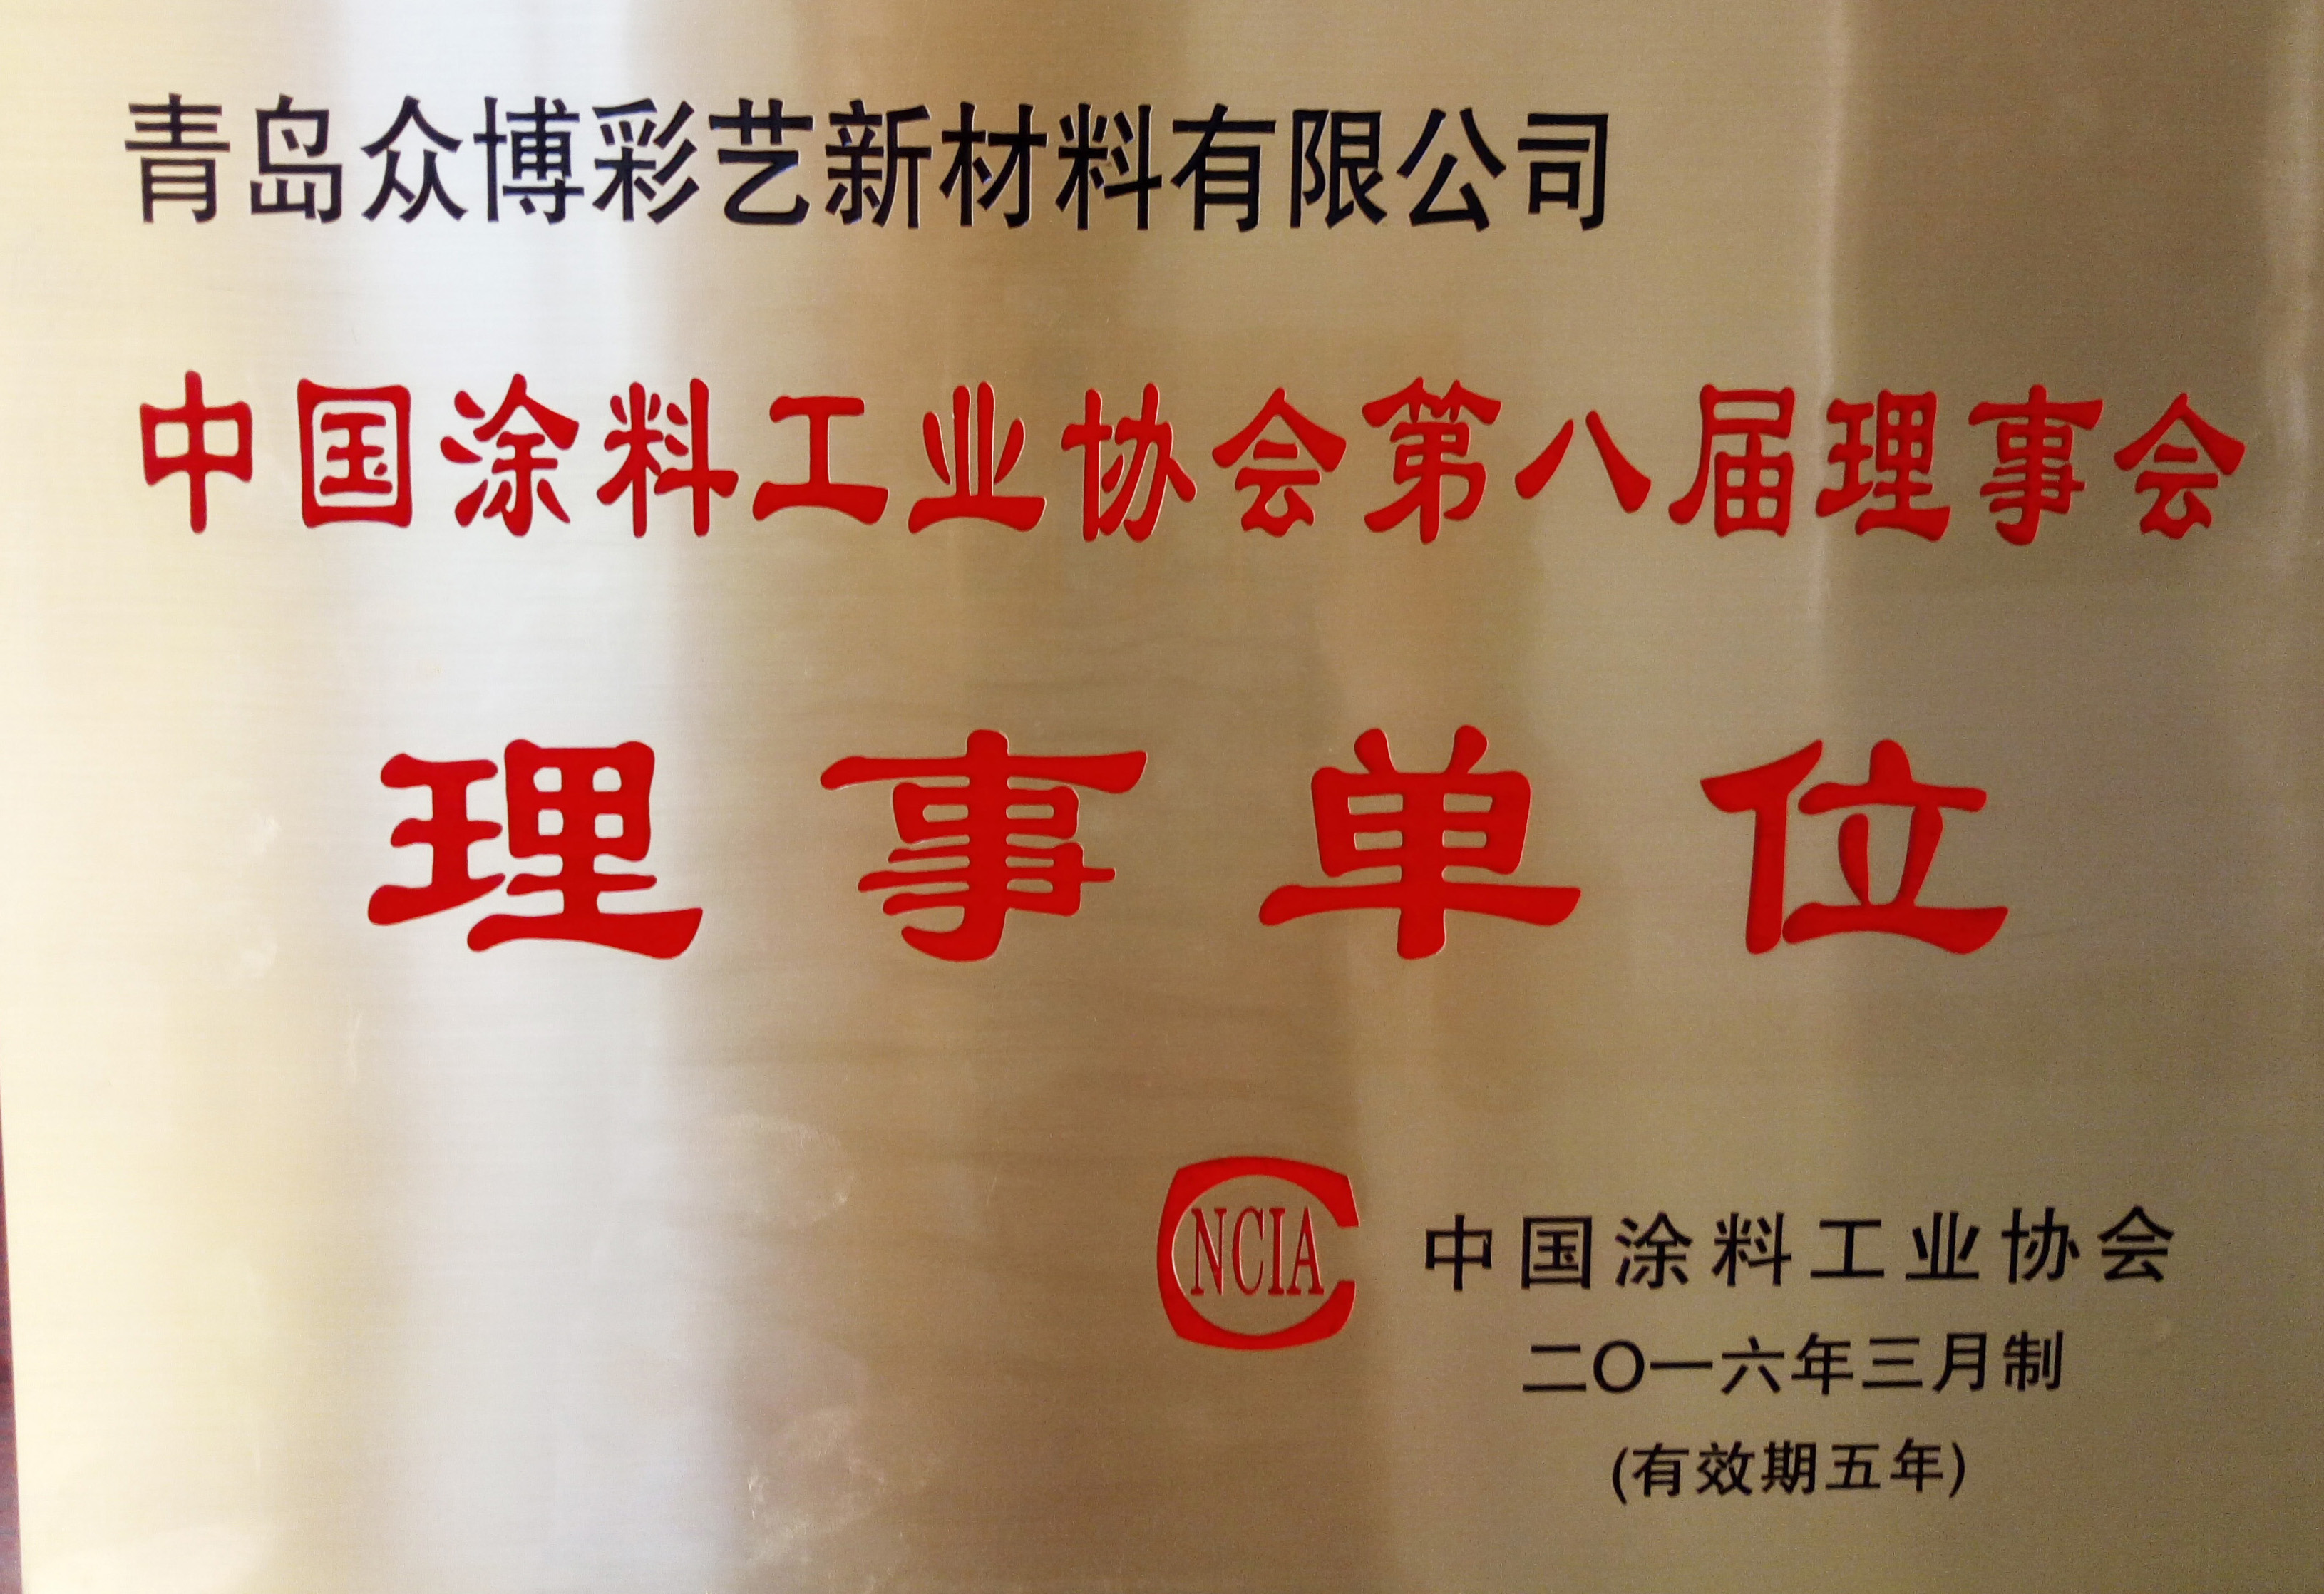 青岛众博彩艺新材料有限公司
中国涂料工业协会第八届理事会
理事单位
NCIA
中国涂料工业协会
二〇一六年三月制
(有效期五年)